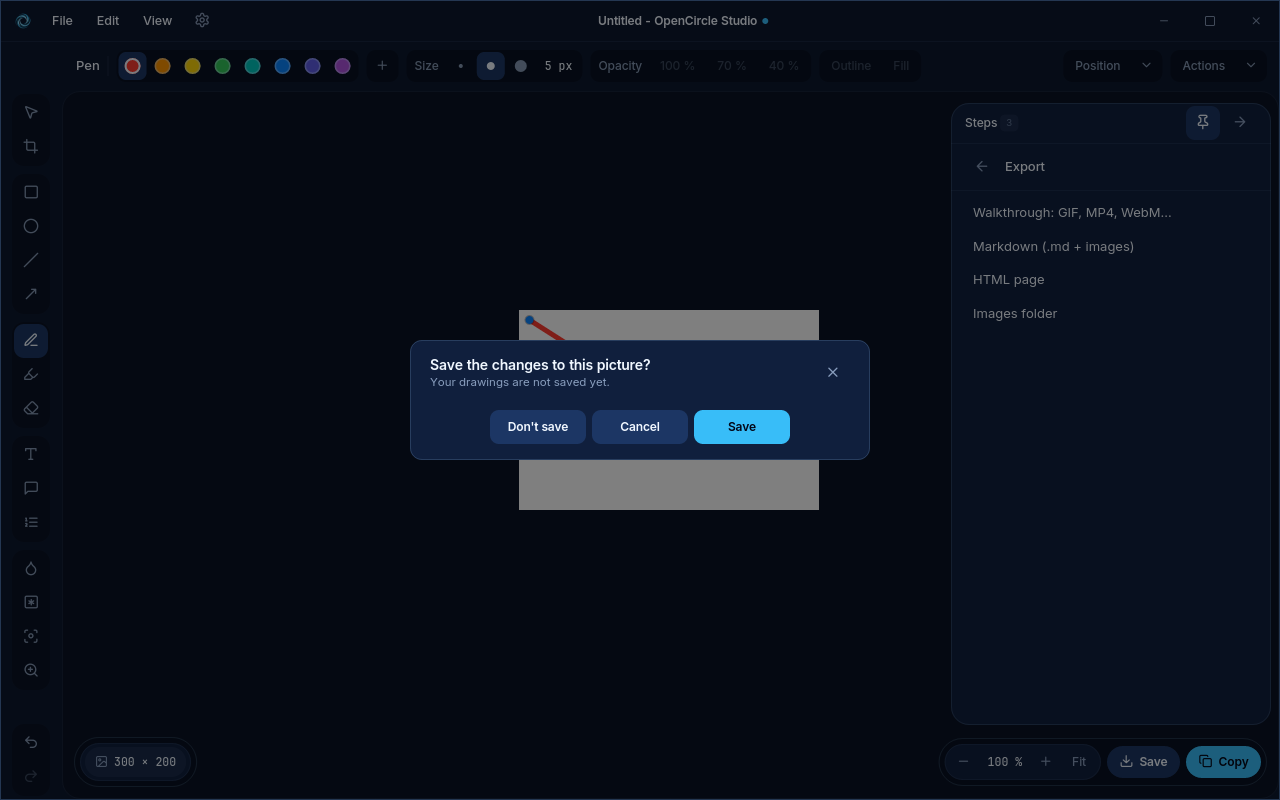 File Edit View
Untitled - OpenCircle Studio
Pen
Size 5 px
Opacity 100 % 70 % 40 %
Outline Fill
Position
Actions
Steps 3
Export
Walkthrough: GIF, MP4, WebM...
Markdown (.md + images)
HTML page
Images folder
Save the changes to this picture?
Your drawings are not saved yet.
Don't save Cancel Save
300 × 200
100 % Fit
Save
Copy